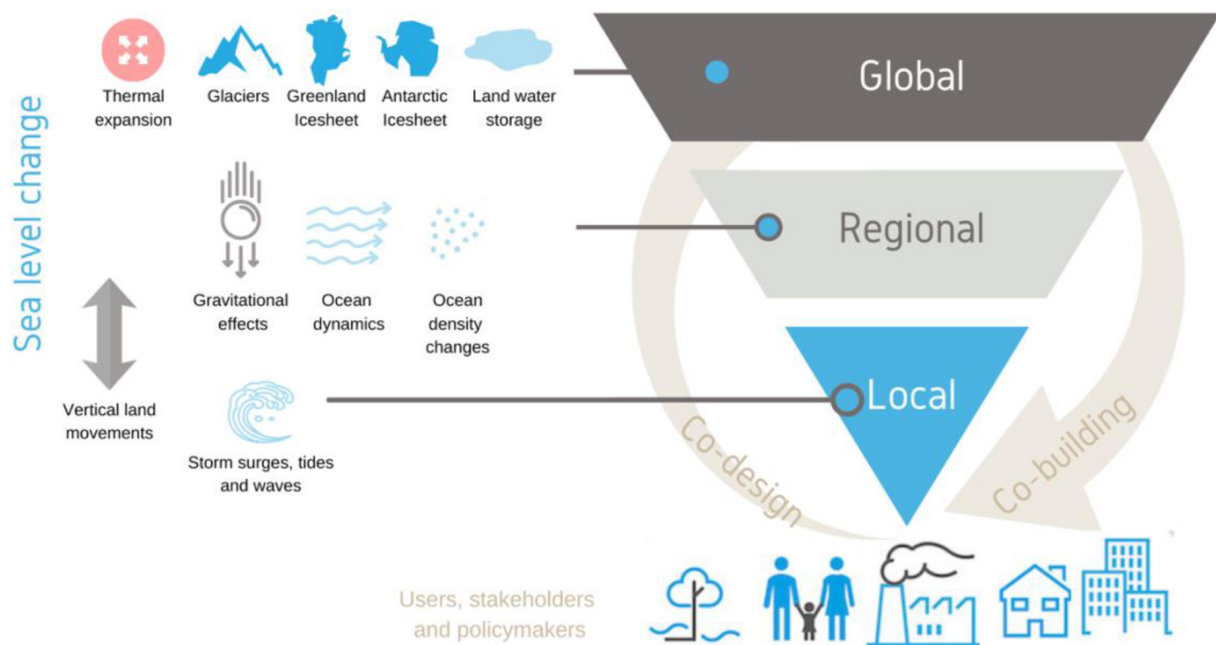 Sea level change
Thermal
expansion
Glaciers
Greenland
Icesheet
Antarctic
Icesheet
Land water
storage
Global
Gravitational
effects
Ocean
dynamics
Ocean
density
changes
Regional
Vertical land
movements
Storm surges, tides
and waves
Local
Co-design
Co-building
Users, stakeholders
and policymakers